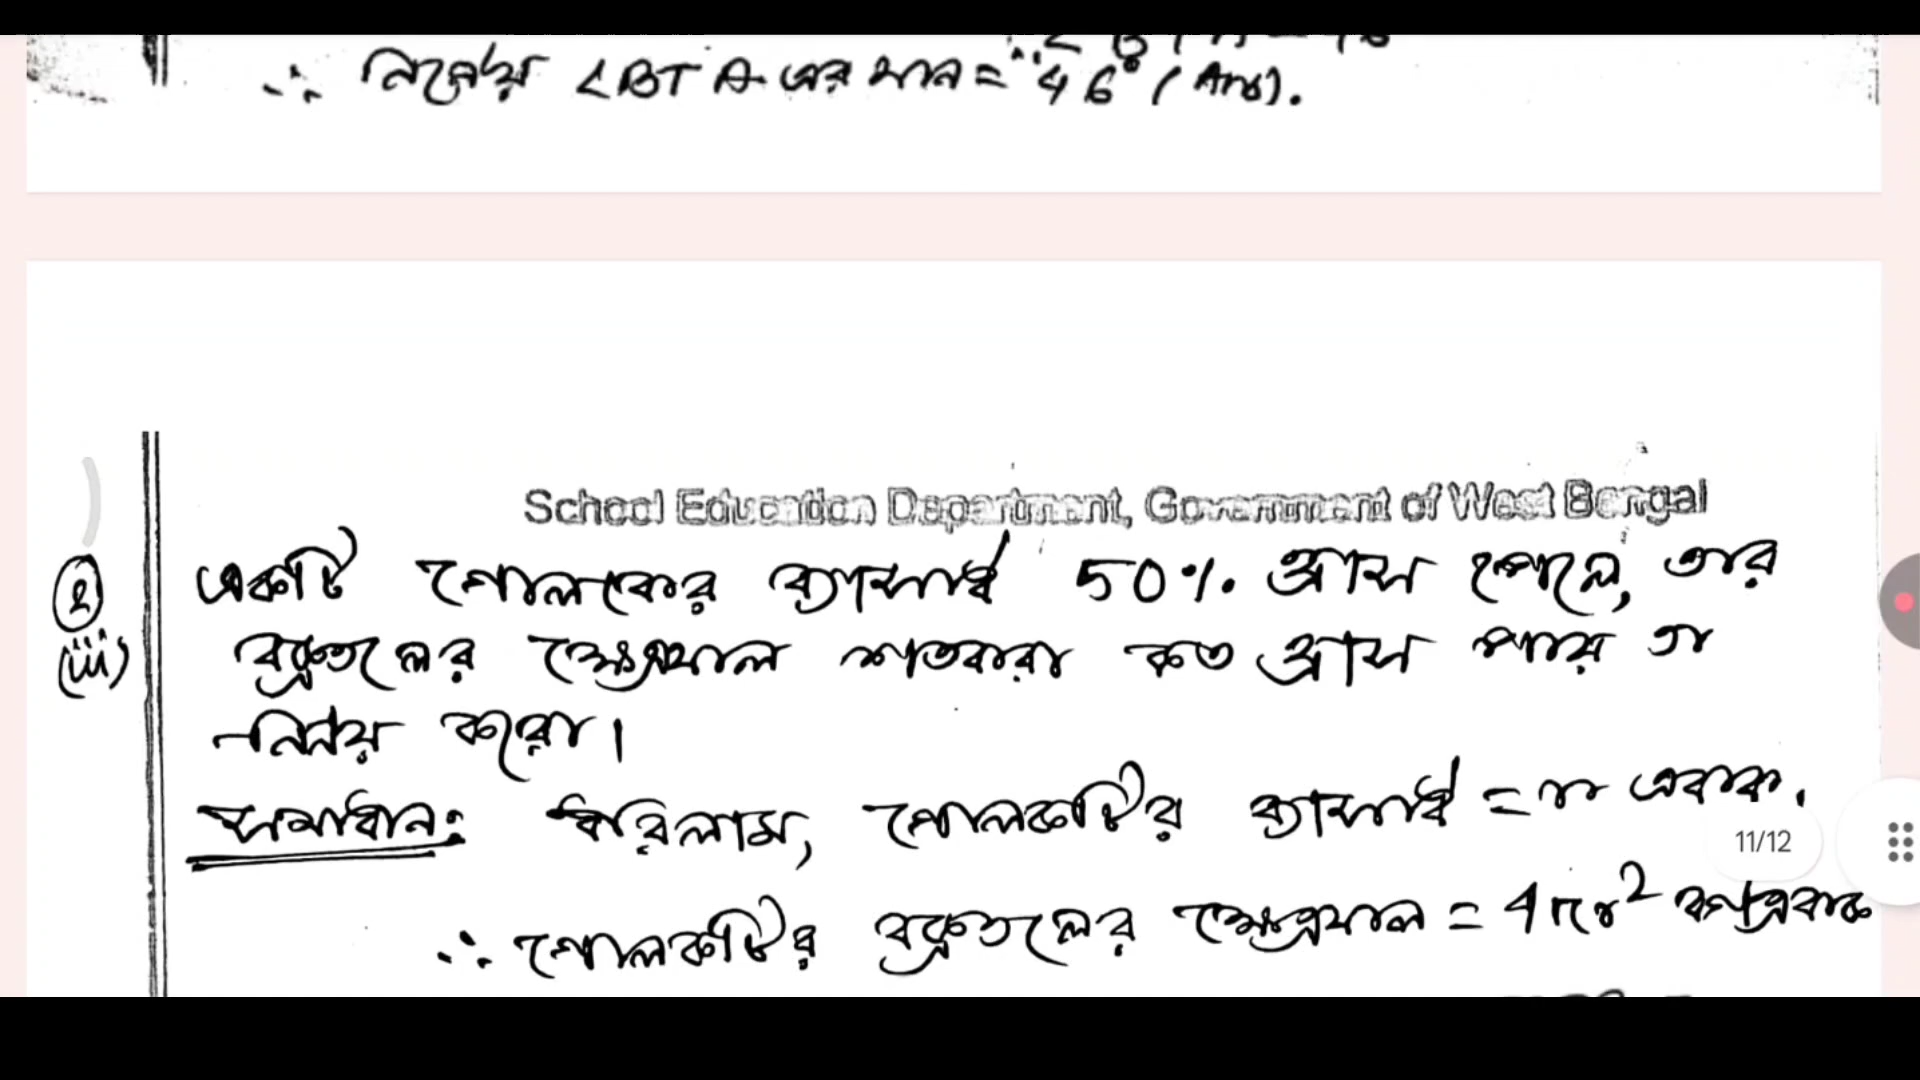 ∴ নির্ণেয় ∠BTA এর মান = 46° (Ans).
School Education Department, Government of West Bengal
২ একটি গোলকের ব্যাসার্ধ 50% হ্রাস পেলে, তার
(iii) বক্রতলের ক্ষেত্রফল শতকরা কত হ্রাস পায় তা
নির্ণয় করো।
সমাধান: ধরিলাম, গোলকটির ব্যাসার্ধ = r একক.
11/12
∴ গোলকটির বক্রতলের ক্ষেত্রফল = 4πr² বর্গএকক